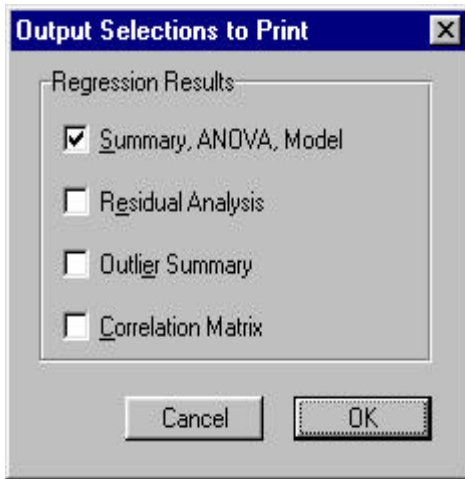 Output Selections to Print
Regression Results
Summary, ANOVA, Model
Residual Analysis
Outlier Summary
Correlation Matrix
Cancel OK